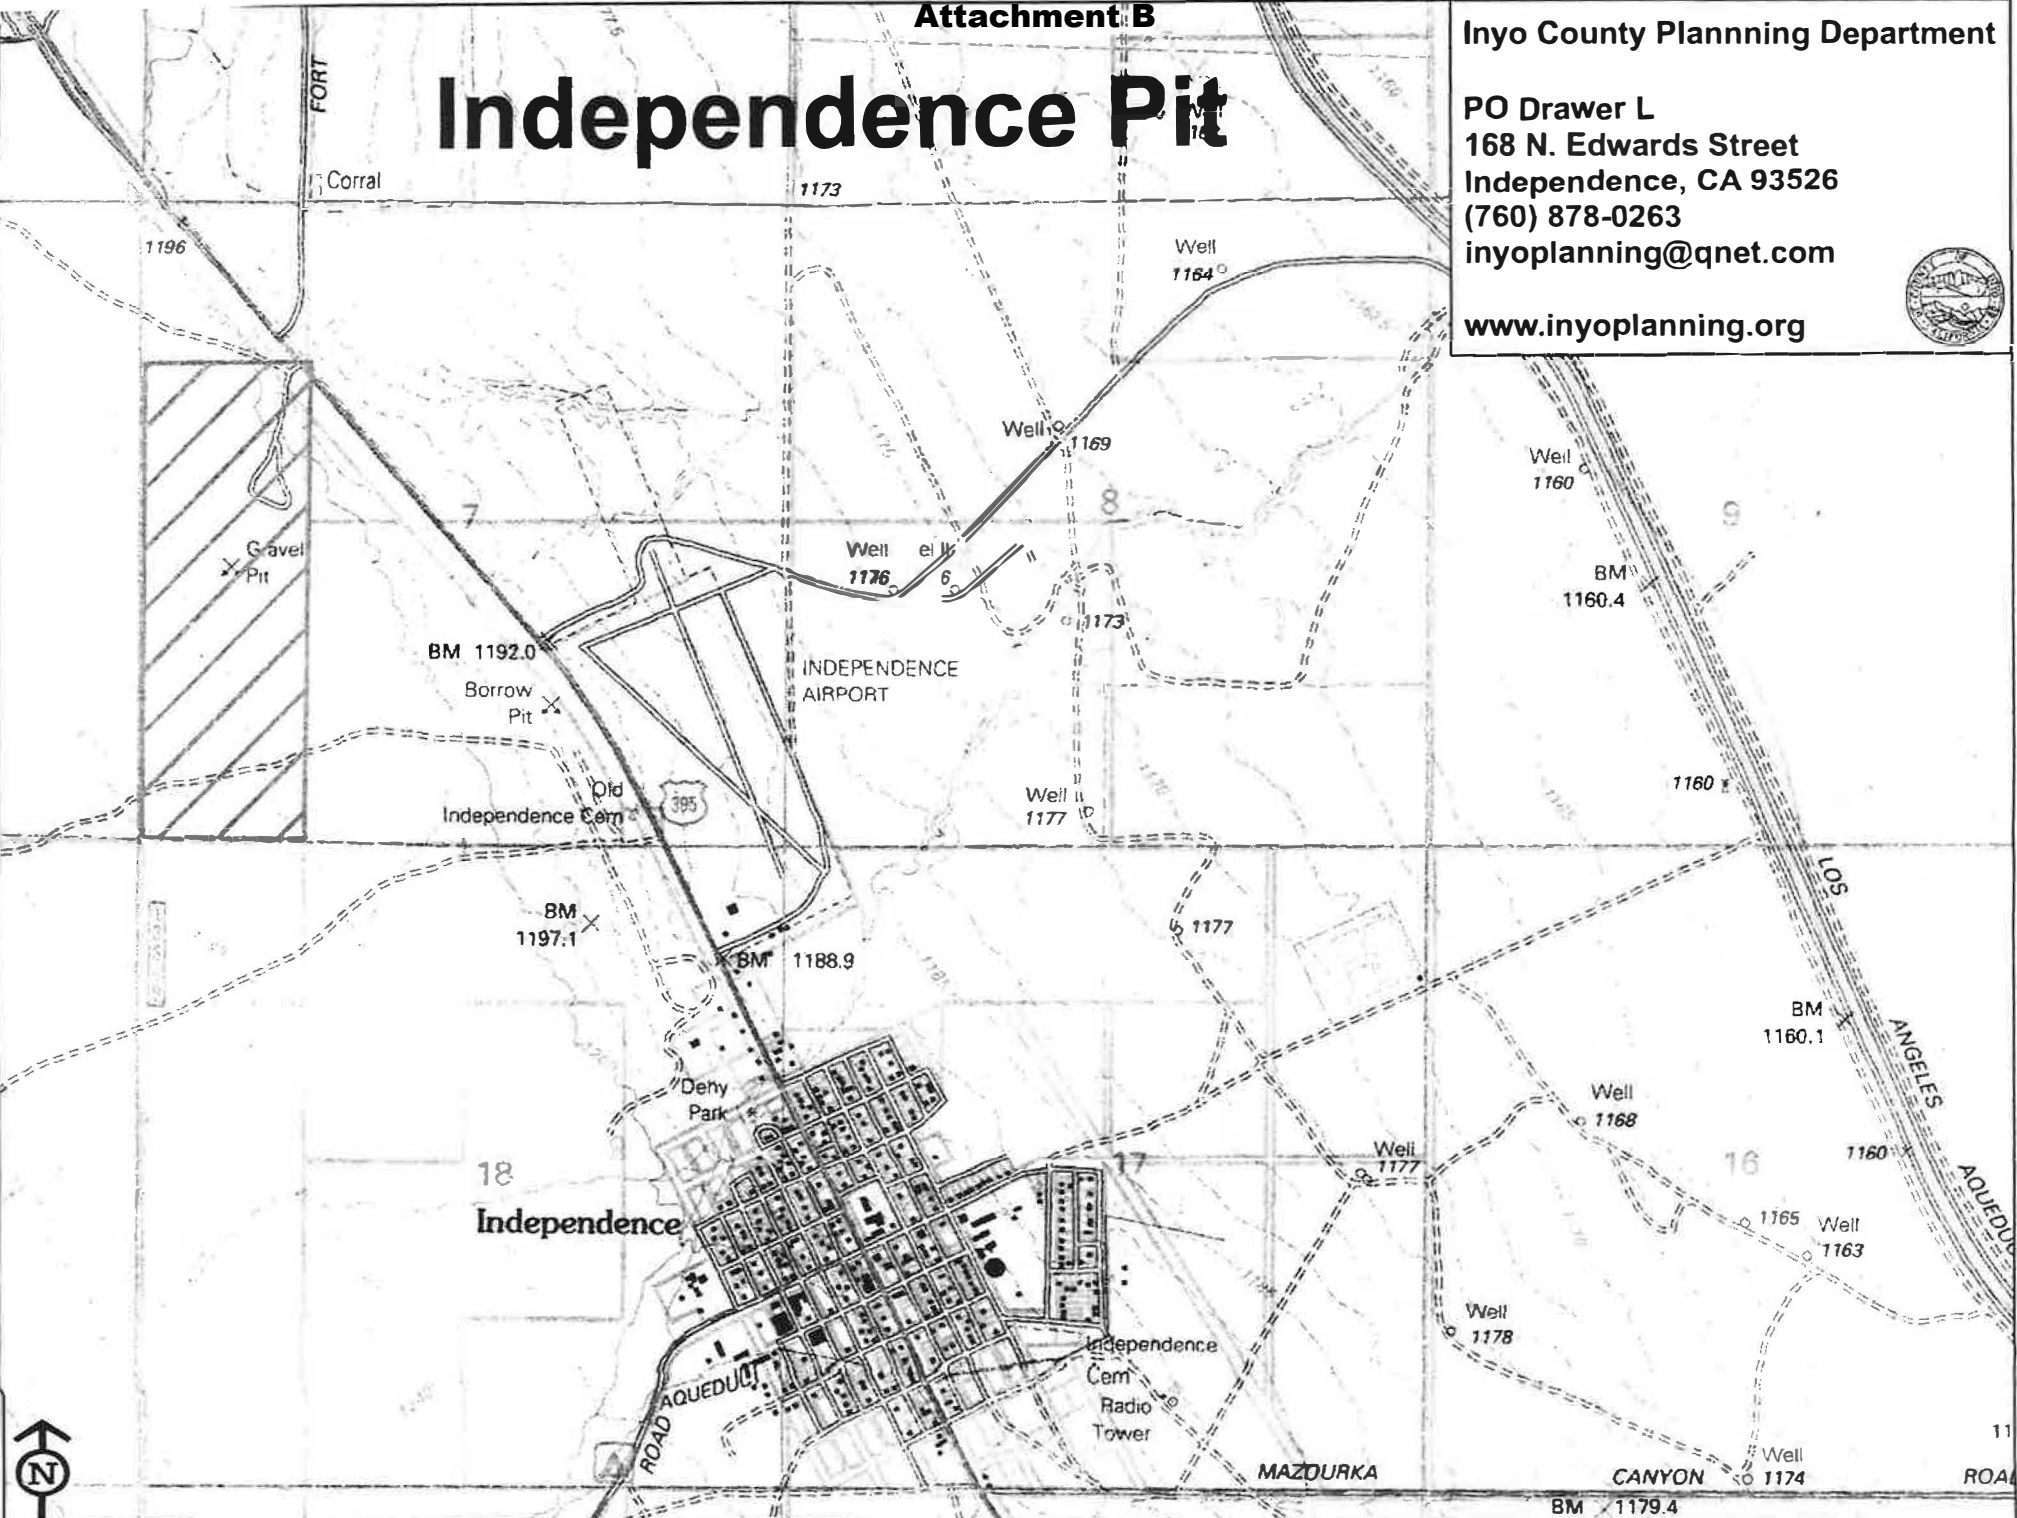 Attachment B
Independence Pit
Inyo County Plannning Department
PO Drawer L
168 N. Edwards Street
Independence, CA 93526
(760) 878-0263
inyoplanning@qnet.com
www.inyoplanning.org
FORT
Corral
1173
1196
Well
1164
Well
1169
Well
1160
7
8
9
Gravel
Pit
Well
1176
el
6
BM
1160.4
1173
BM 1192.0
INDEPENDENCE
AIRPORT
Borrow
Pit
Old
Independence Cem
395
Well
1177
1160
LOS
BM
1197.1
1177
BM 1188.9
BM
1160.1
ANGELES
Dehy
Park
Well
1168
18
17
Well
1177
16
1160
AQUEDU
Independence
1165
Well
1163
Well
1178
Independence
Cem
AQUEDUCT
Radio
Tower
ROAD
N
11
MAZOURKA
CANYON
Well
1174
ROA
BM 1179.4